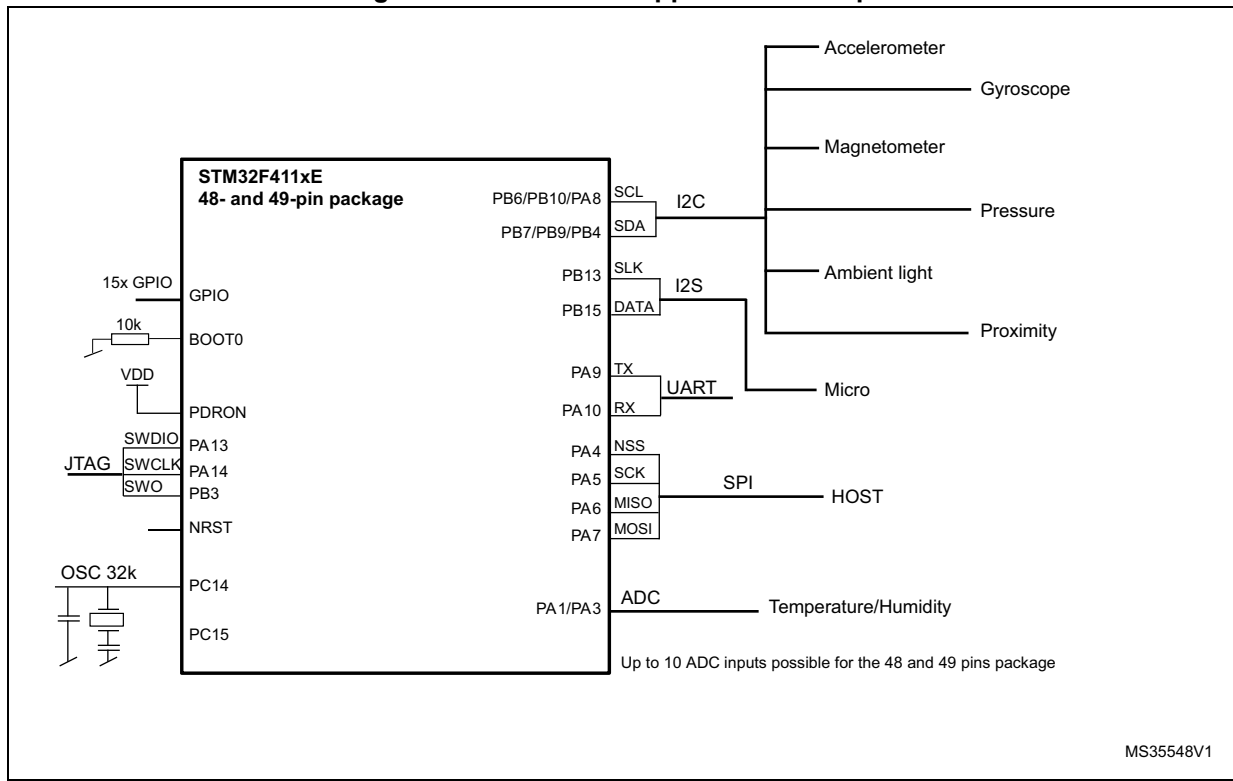 Accelerometer
Gyroscope
Magnetometer
Pressure
Ambient light
Proximity
Micro
STM32F411xE
48- and 49-pin package
15x GPIO
GPIO
10k
BOOT0
VDD
PDRON
JTAG
SWDIO
PA13
SWCLK
PA14
SWO
PB3
NRST
OSC 32k
PC14
PC15
PB6/PB10/PA8
SCL
I2C
PB7/PB9/PB4
SDA
PB13
SLK
I2S
PB15
DATA
PA9
TX
UART
PA10
RX
PA4
NSS
PA5
SCK
SPI
HOST
PA6
MISO
PA7
MOSI
PA1/PA3
ADC
Temperature/Humidity
Up to 10 ADC inputs possible for the 48 and 49 pins package
MS35548V1